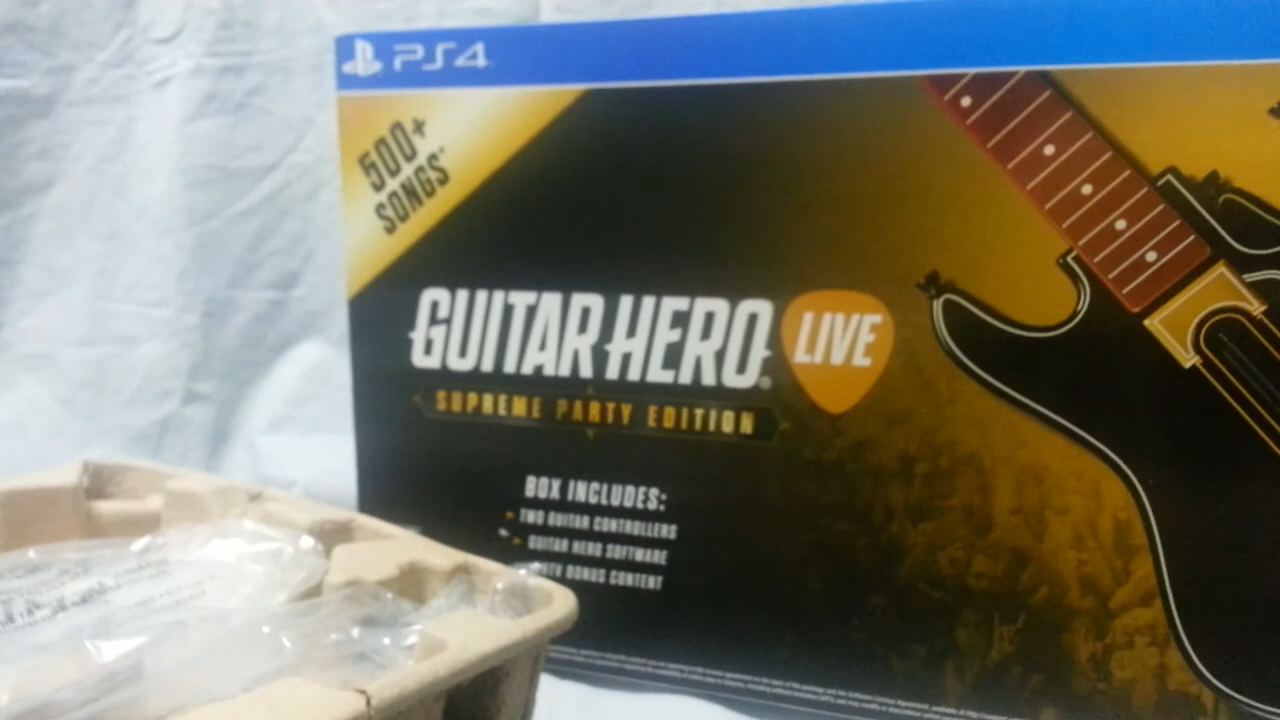 PS4
500+
SONGS*
GUITAR HERO® LIVE
SUPREME PARTY EDITION
BOX INCLUDES:
TWO GUITAR CONTROLLERS
GUITAR HERO SOFTWARE
BONUS CONTENT